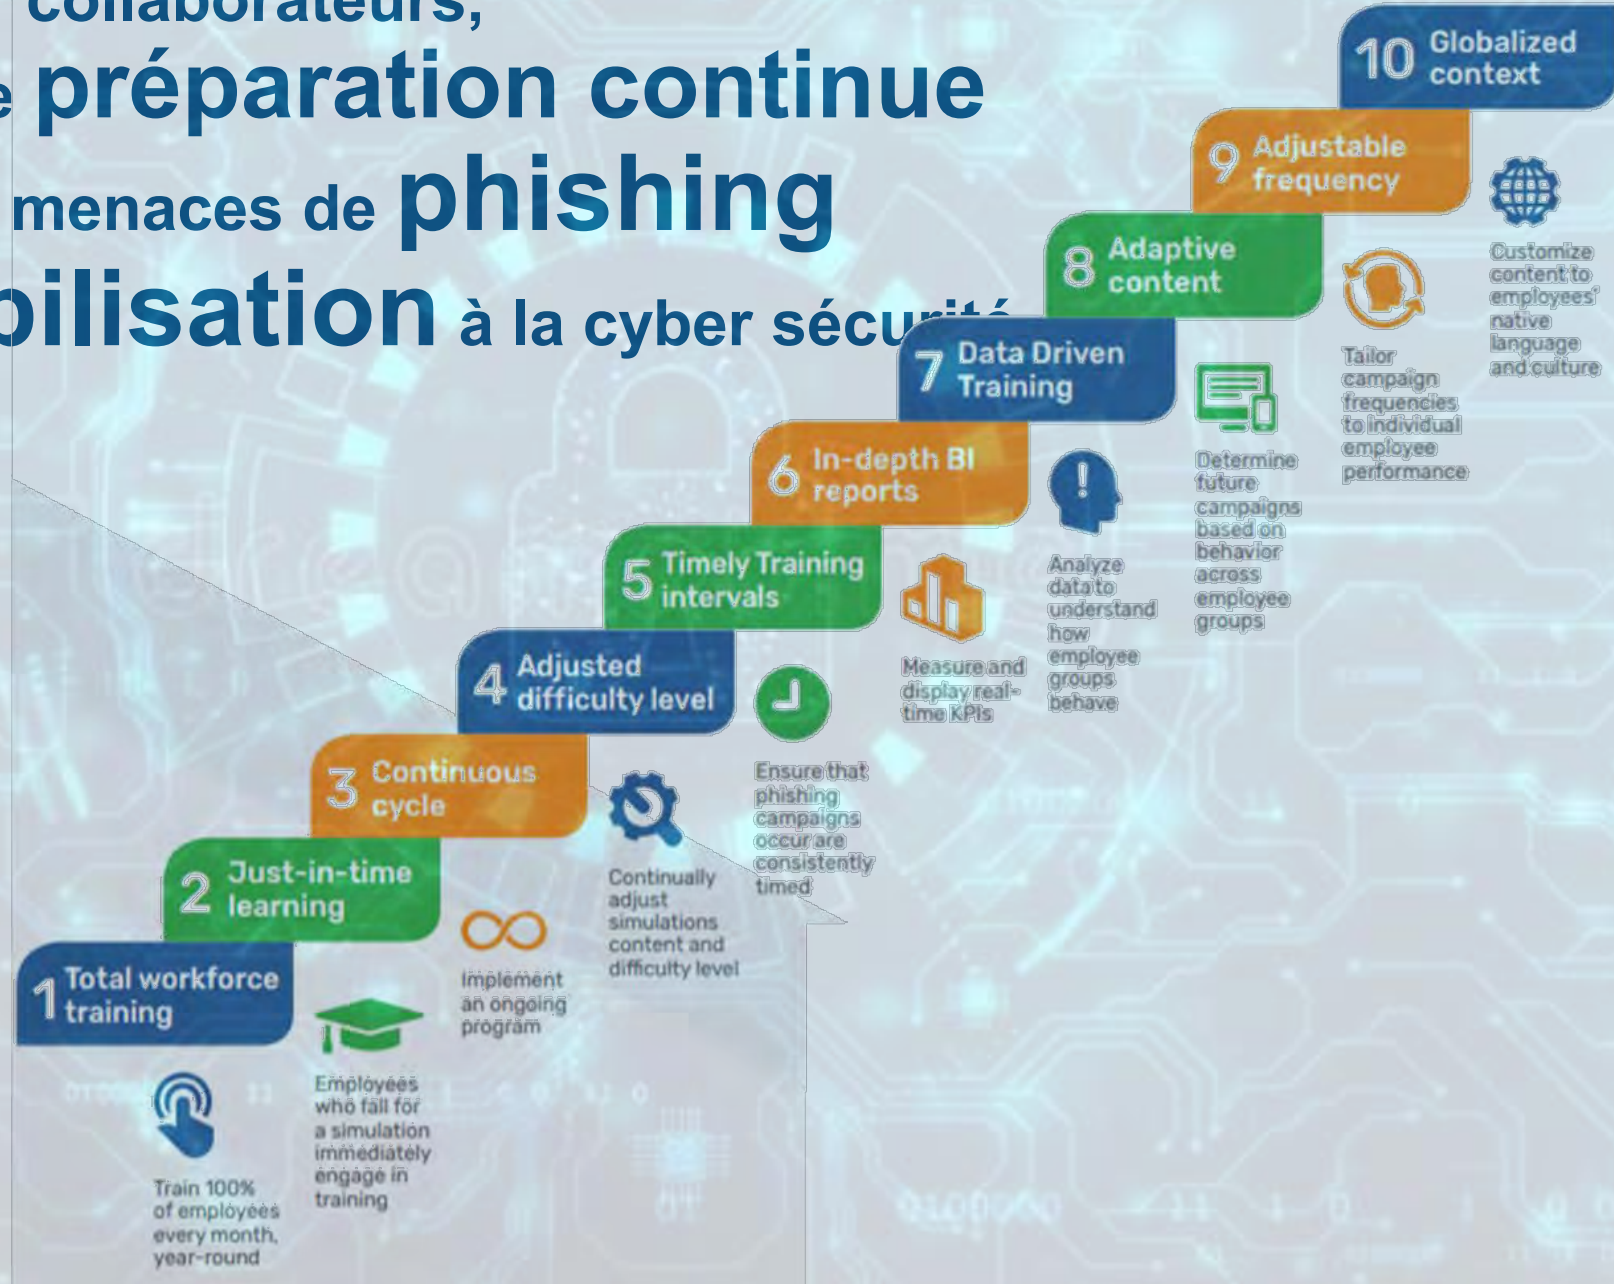 collaborateurs,
préparation continue
menaces de phishing
bilisation à la cyber sécurité
10 Globalized
context
Customize
content to
employees'
native
language
and culture
9 Adjustable
frequency
Tailor
campaign
frequencies
to individual
employee
performance
8 Adaptive
content
Determine
future
campaigns
based on
behavior
across
employee
groups
7 Data Driven
Training
Analyze
data to
understand
how
employee
groups
behave
6 In-depth BI
reports
Measure and
display real-
time KPIs
5 Timely Training
intervals
Ensure that
phishing
campaigns
occur are
consistently
timed
4 Adjusted
difficulty level
Continually
adjust
simulations
content and
difficulty level
3 Continuous
cycle
Implement
an ongoing
program
2 Just-in-time
learning
Employees
who fall for
a simulation
immediately
engage in
training
1 Total workforce
training
Train 100%
of employees
every month,
year-round